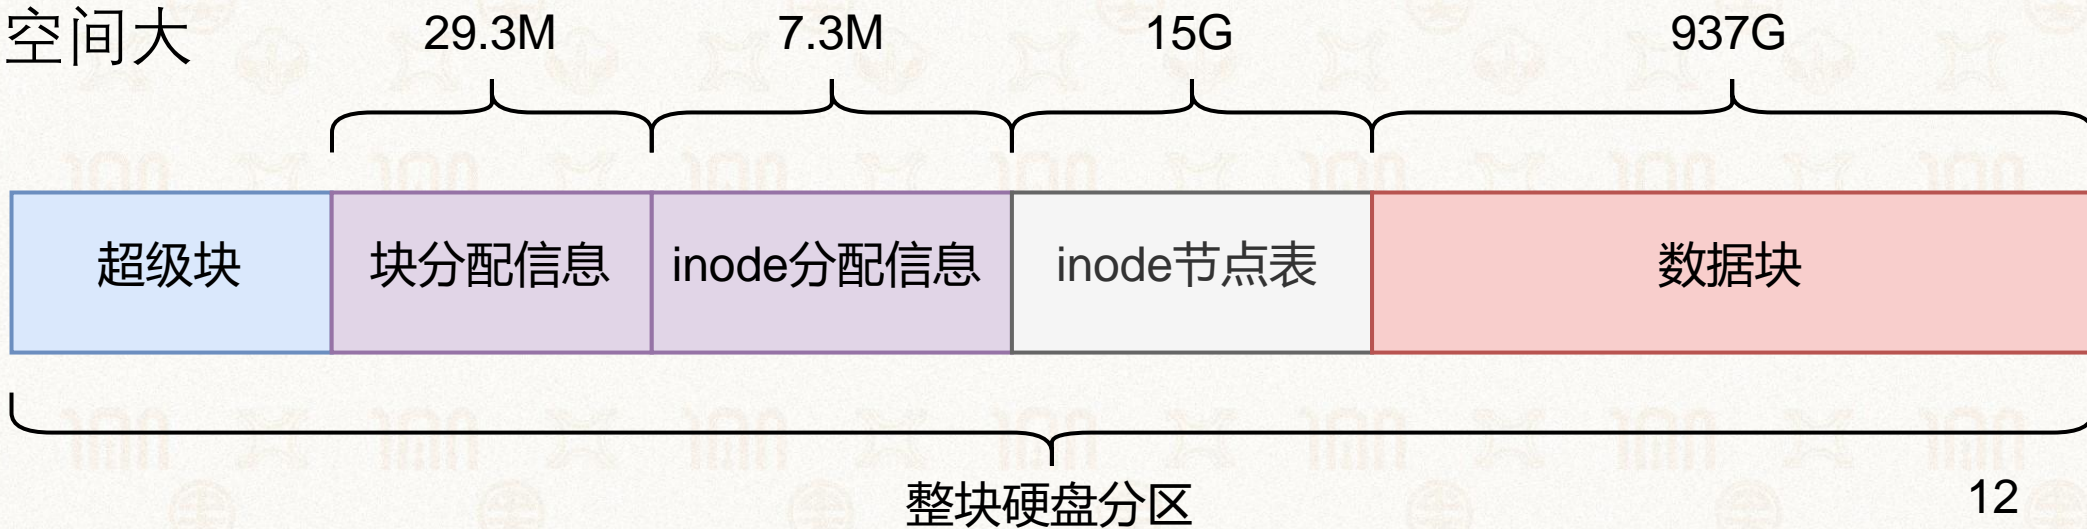 空间大
29.3M 7.3M 15G 937G
超级块 块分配信息 inode分配信息 inode节点表 数据块
整块硬盘分区
12